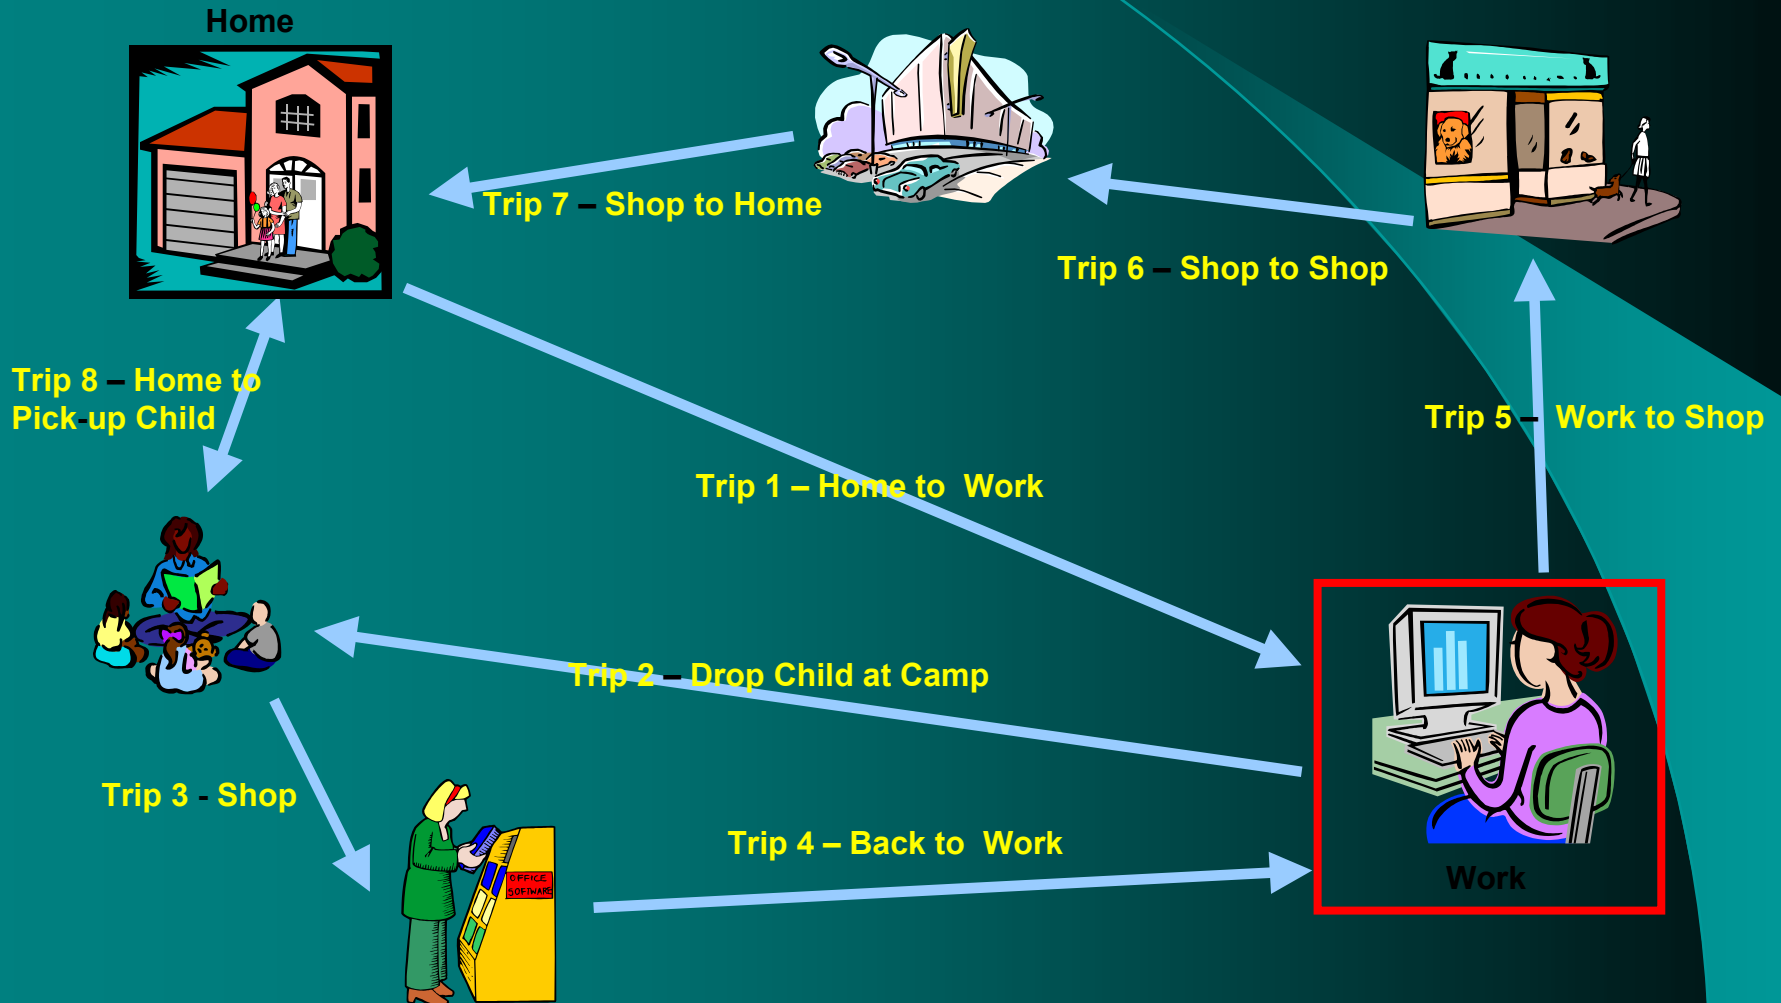 Home
Trip 7 – Shop to Home
Trip 6 – Shop to Shop
Trip 8 – Home to
Pick-up Child
Trip 5 –  Work to Shop
Trip 1 – Home to  Work
Trip 2 – Drop Child at Camp
Trip 3 - Shop
Trip 4 – Back to  Work
OFFICE
SOFTWARE
Work